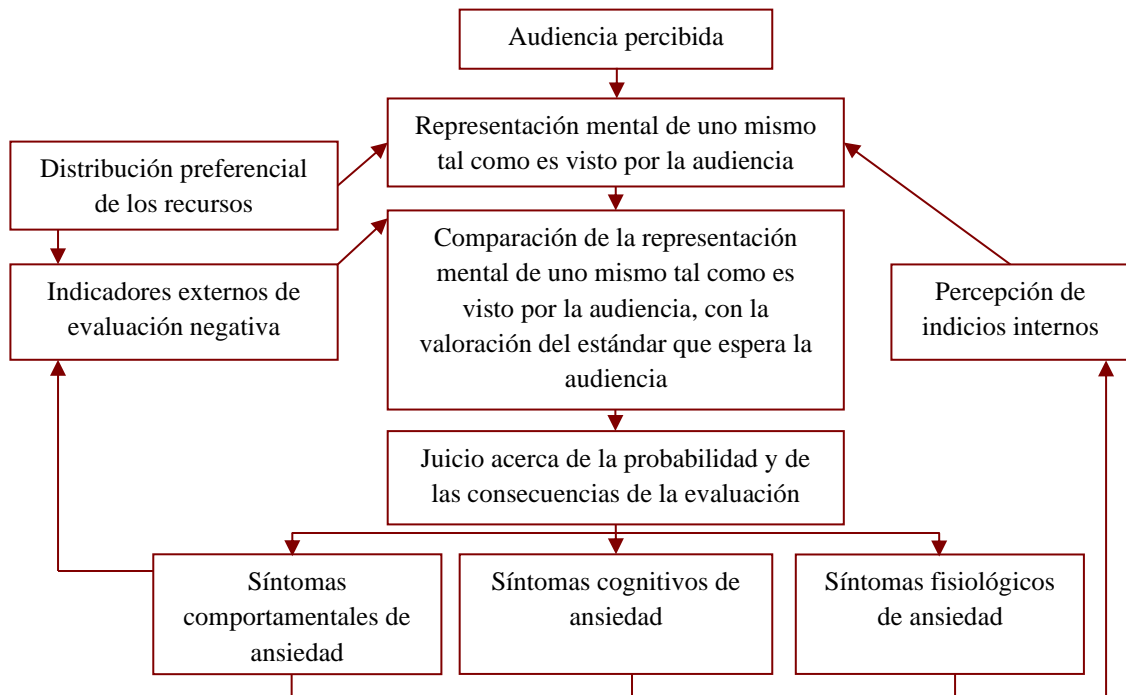 Audiencia percibida
Representación mental de uno mismo
tal como es visto por la audiencia
Distribución preferencial
de los recursos
Comparación de la representación
mental de uno mismo tal como es
visto por la audiencia, con la
valoración del estándar que espera la
audiencia
Indicadores externos de
evaluación negativa
Percepción de
indicios internos
Juicio acerca de la probabilidad y de
las consecuencias de la evaluación
Síntomas
comportamentales de
ansiedad
Síntomas cognitivos de
ansiedad
Síntomas fisiológicos
de ansiedad